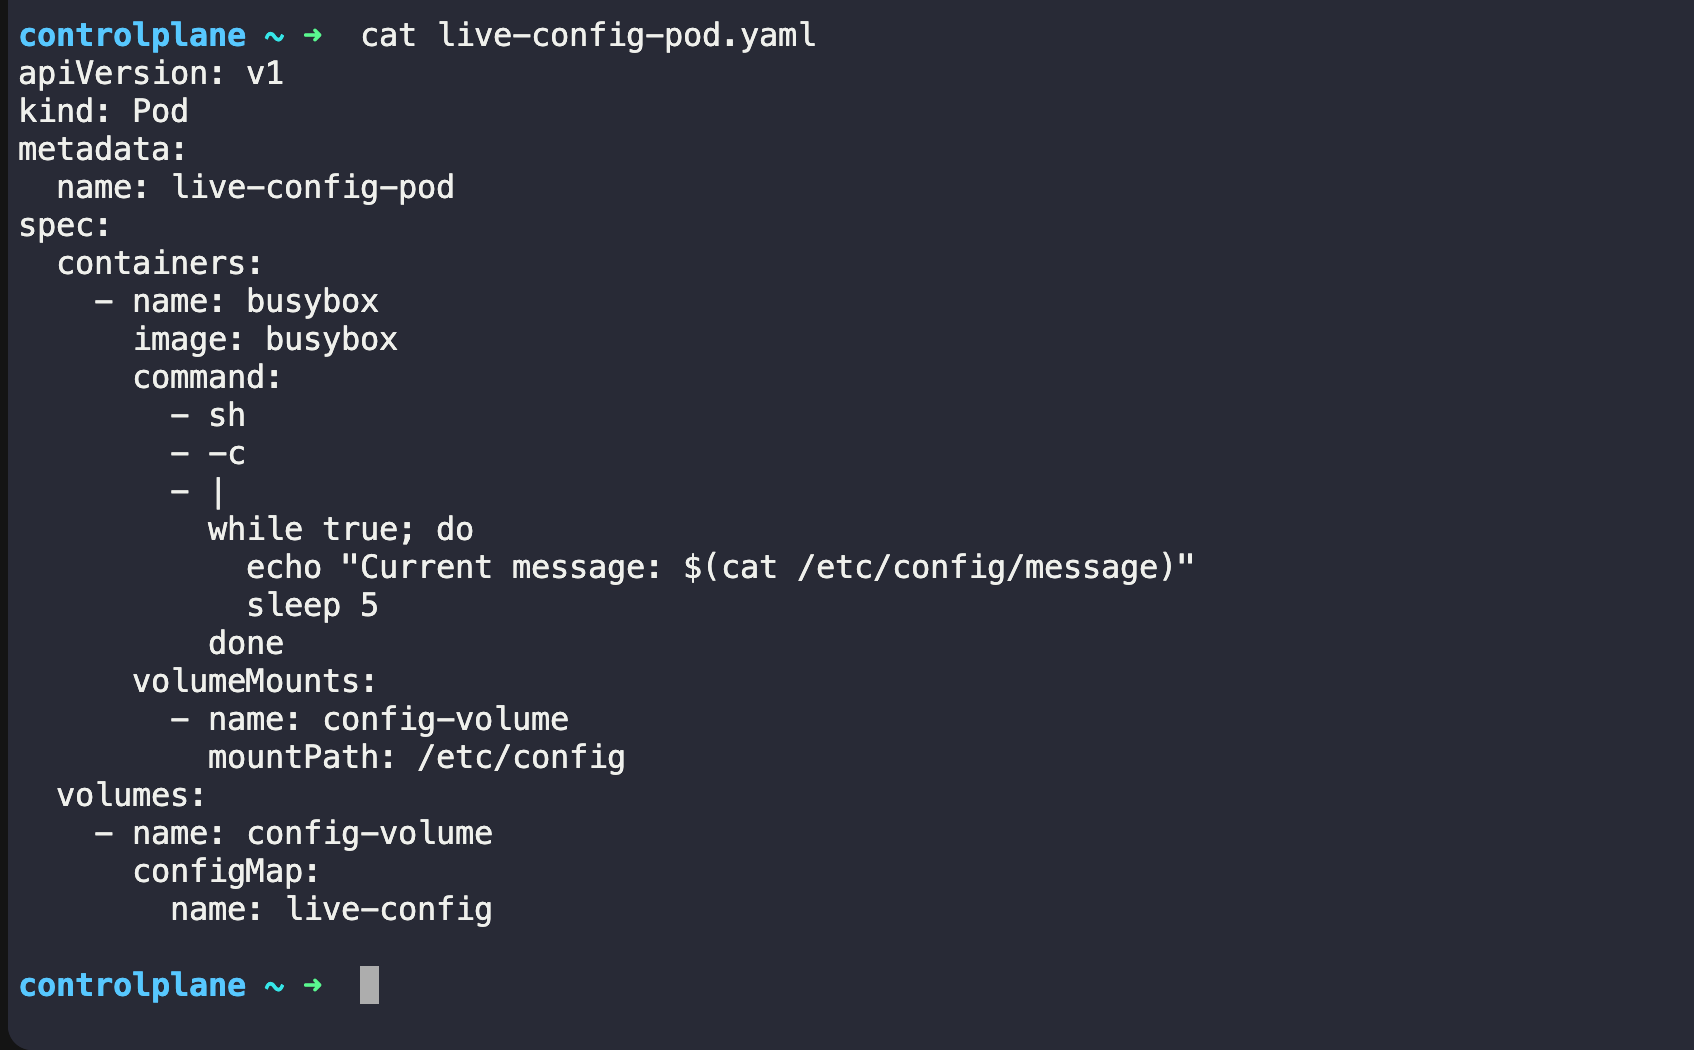 controlplane ~ ➜  cat live-config-pod.yaml
apiVersion: v1
kind: Pod
metadata:
  name: live-config-pod
spec:
  containers:
    - name: busybox
      image: busybox
      command:
        - sh
        - -c
        - |
          while true; do
            echo "Current message: $(cat /etc/config/message)"
            sleep 5
          done
      volumeMounts:
        - name: config-volume
          mountPath: /etc/config
  volumes:
    - name: config-volume
      configMap:
        name: live-config

controlplane ~ ➜